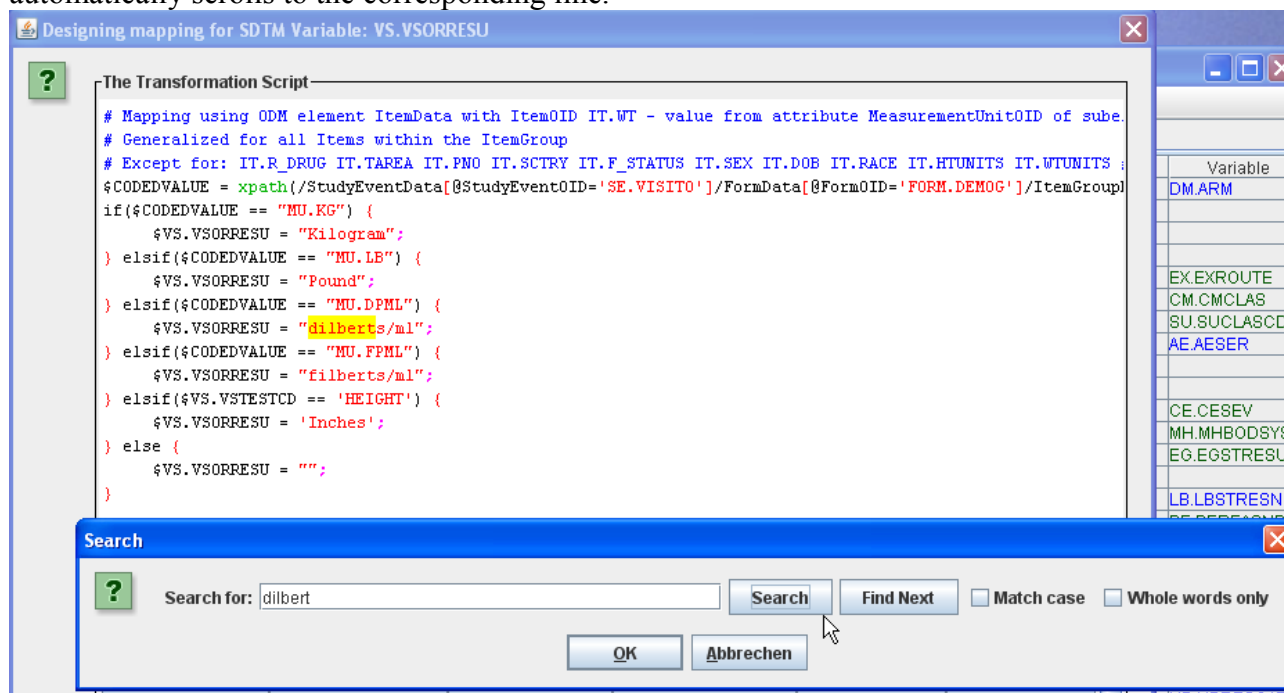 automatically scrolls to the corresponding line.
Designing mapping for SDTM Variable: VS.VSORRESU
The Transformation Script
# Mapping using ODM element ItemData with ItemOID IT.WT - value from attribute MeasurementUnitOID of sube
# Generalized for all Items within the ItemGroup
# Except for: IT.R_DRUG IT.TAREA IT.PNO IT.SCTRY IT.F_STATUS IT.SEX IT.DOB IT.RACE IT.HTUNITS IT.WTUNITS
$CODEDVALUE = xpath(/StudyEventData[@StudyEventOID='SE.VISIT0']/FormData[@FormOID='FORM.DEMOG']/ItemGroup
if($CODEDVALUE == "MU.KG") {
$VS.VSORRESU = "Kilogram";
} elsif($CODEDVALUE == "MU.LB") {
$VS.VSORRESU = "Pound";
} elsif($CODEDVALUE == "MU.DPML") {
$VS.VSORRESU = "dilberts/ml";
} elsif($CODEDVALUE == "MU.FPML") {
$VS.VSORRESU = "filberts/ml";
} elsif($VS.VSTESTCD == 'HEIGHT') {
$VS.VSORRESU = 'Inches';
} else {
$VS.VSORRESU = "";
}
Variable
DM.ARM
EX.EXROUTE
CM.CMCLAS
SU.SUCLASCD
AE.AESER
CE.CESEV
MH.MHBODSYS
EG.EGSTRESU
LB.LBSTRESN
Search
Search for: dilbert
Search
Find Next
Match case
Whole words only
OK
Abbrechen